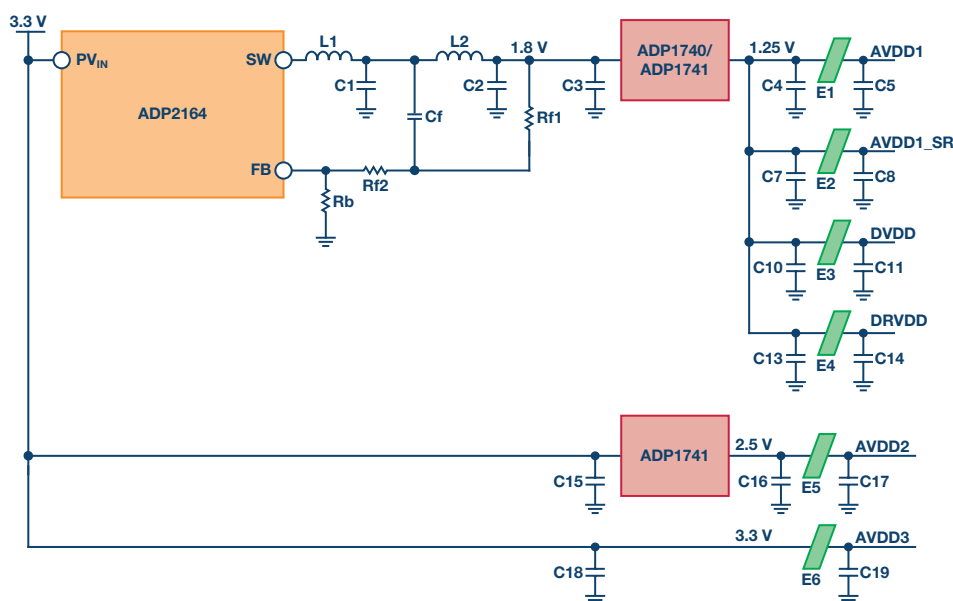 3.3 V
PVIN
SW
ADP2164
FB
L1
L2
1.8 V
C1
C2
C3
Cf
Rf1
Rf2
Rb
ADP1740/
ADP1741
1.25 V
AVDD1
C4
E1
C5
AVDD1_SR
C7
E2
C8
DVDD
C10
E3
C11
DRVDD
C13
E4
C14
ADP1741
2.5 V
AVDD2
C15
C16
E5
C17
3.3 V
AVDD3
C18
E6
C19